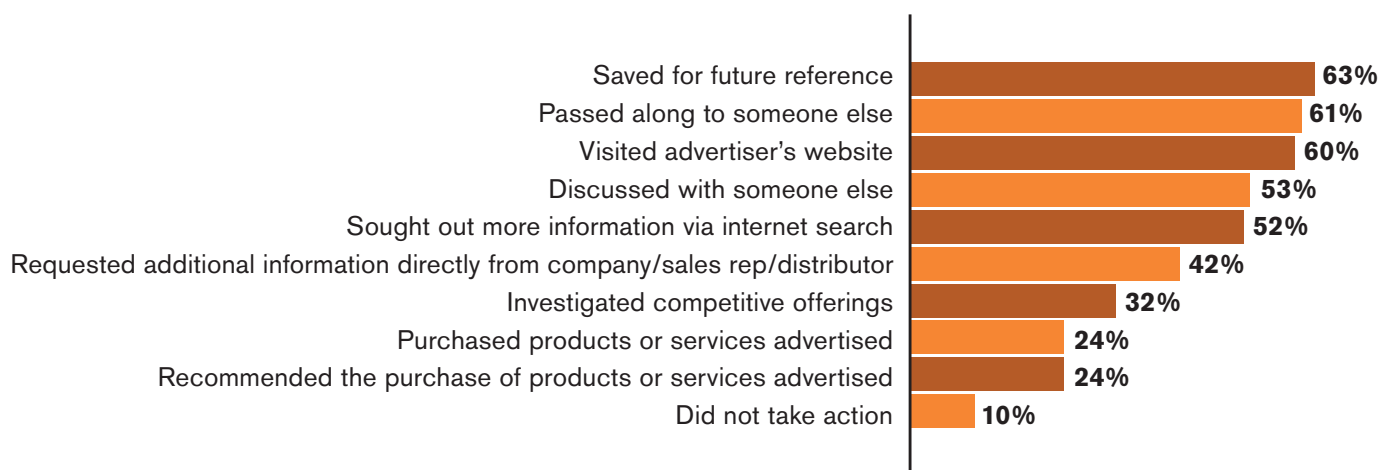 Saved for future reference 63%
Passed along to someone else 61%
Visited advertiser’s website 60%
Discussed with someone else 53%
Sought out more information via internet search 52%
Requested additional information directly from company/sales rep/distributor 42%
Investigated competitive offerings 32%
Purchased products or services advertised 24%
Recommended the purchase of products or services advertised 24%
Did not take action 10%